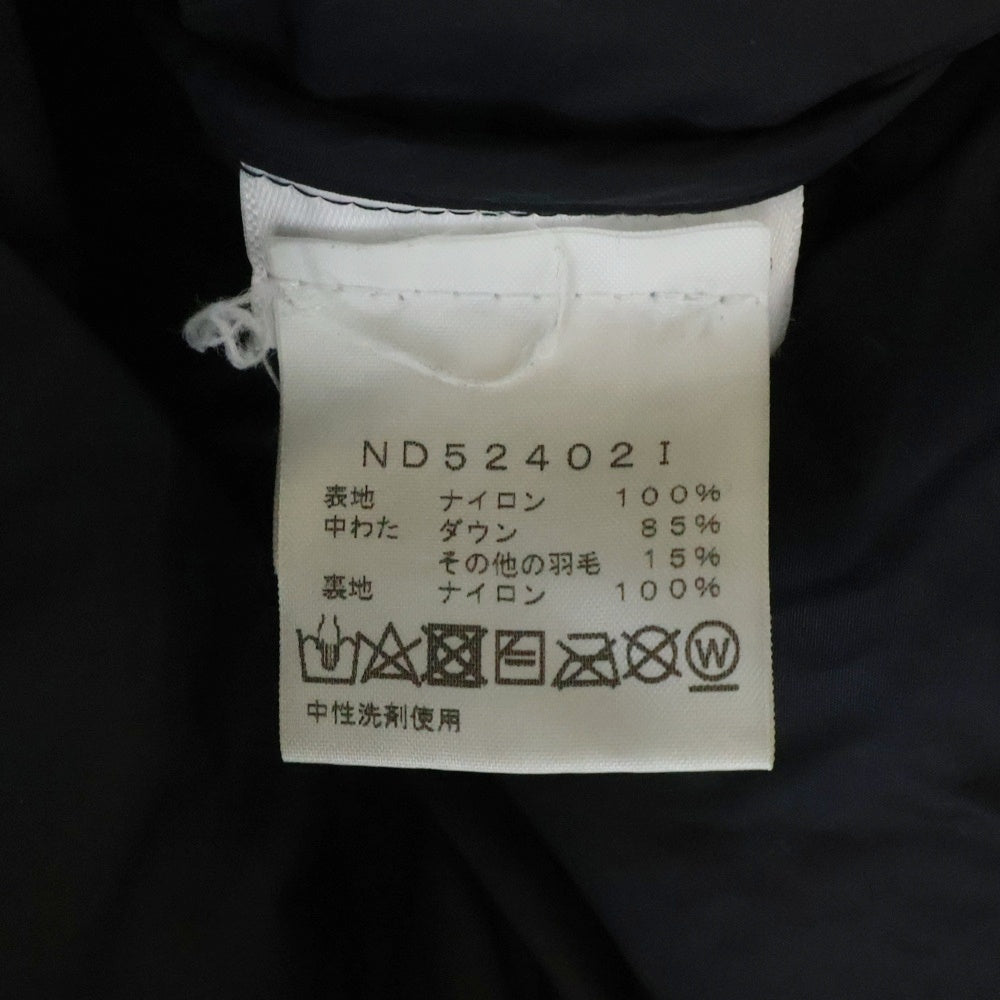 ND52402I
表地 ナイロン 100%
中わた ダウン 85%
その他の羽毛 15%
裏地 ナイロン 100%
W
中性洗剤使用